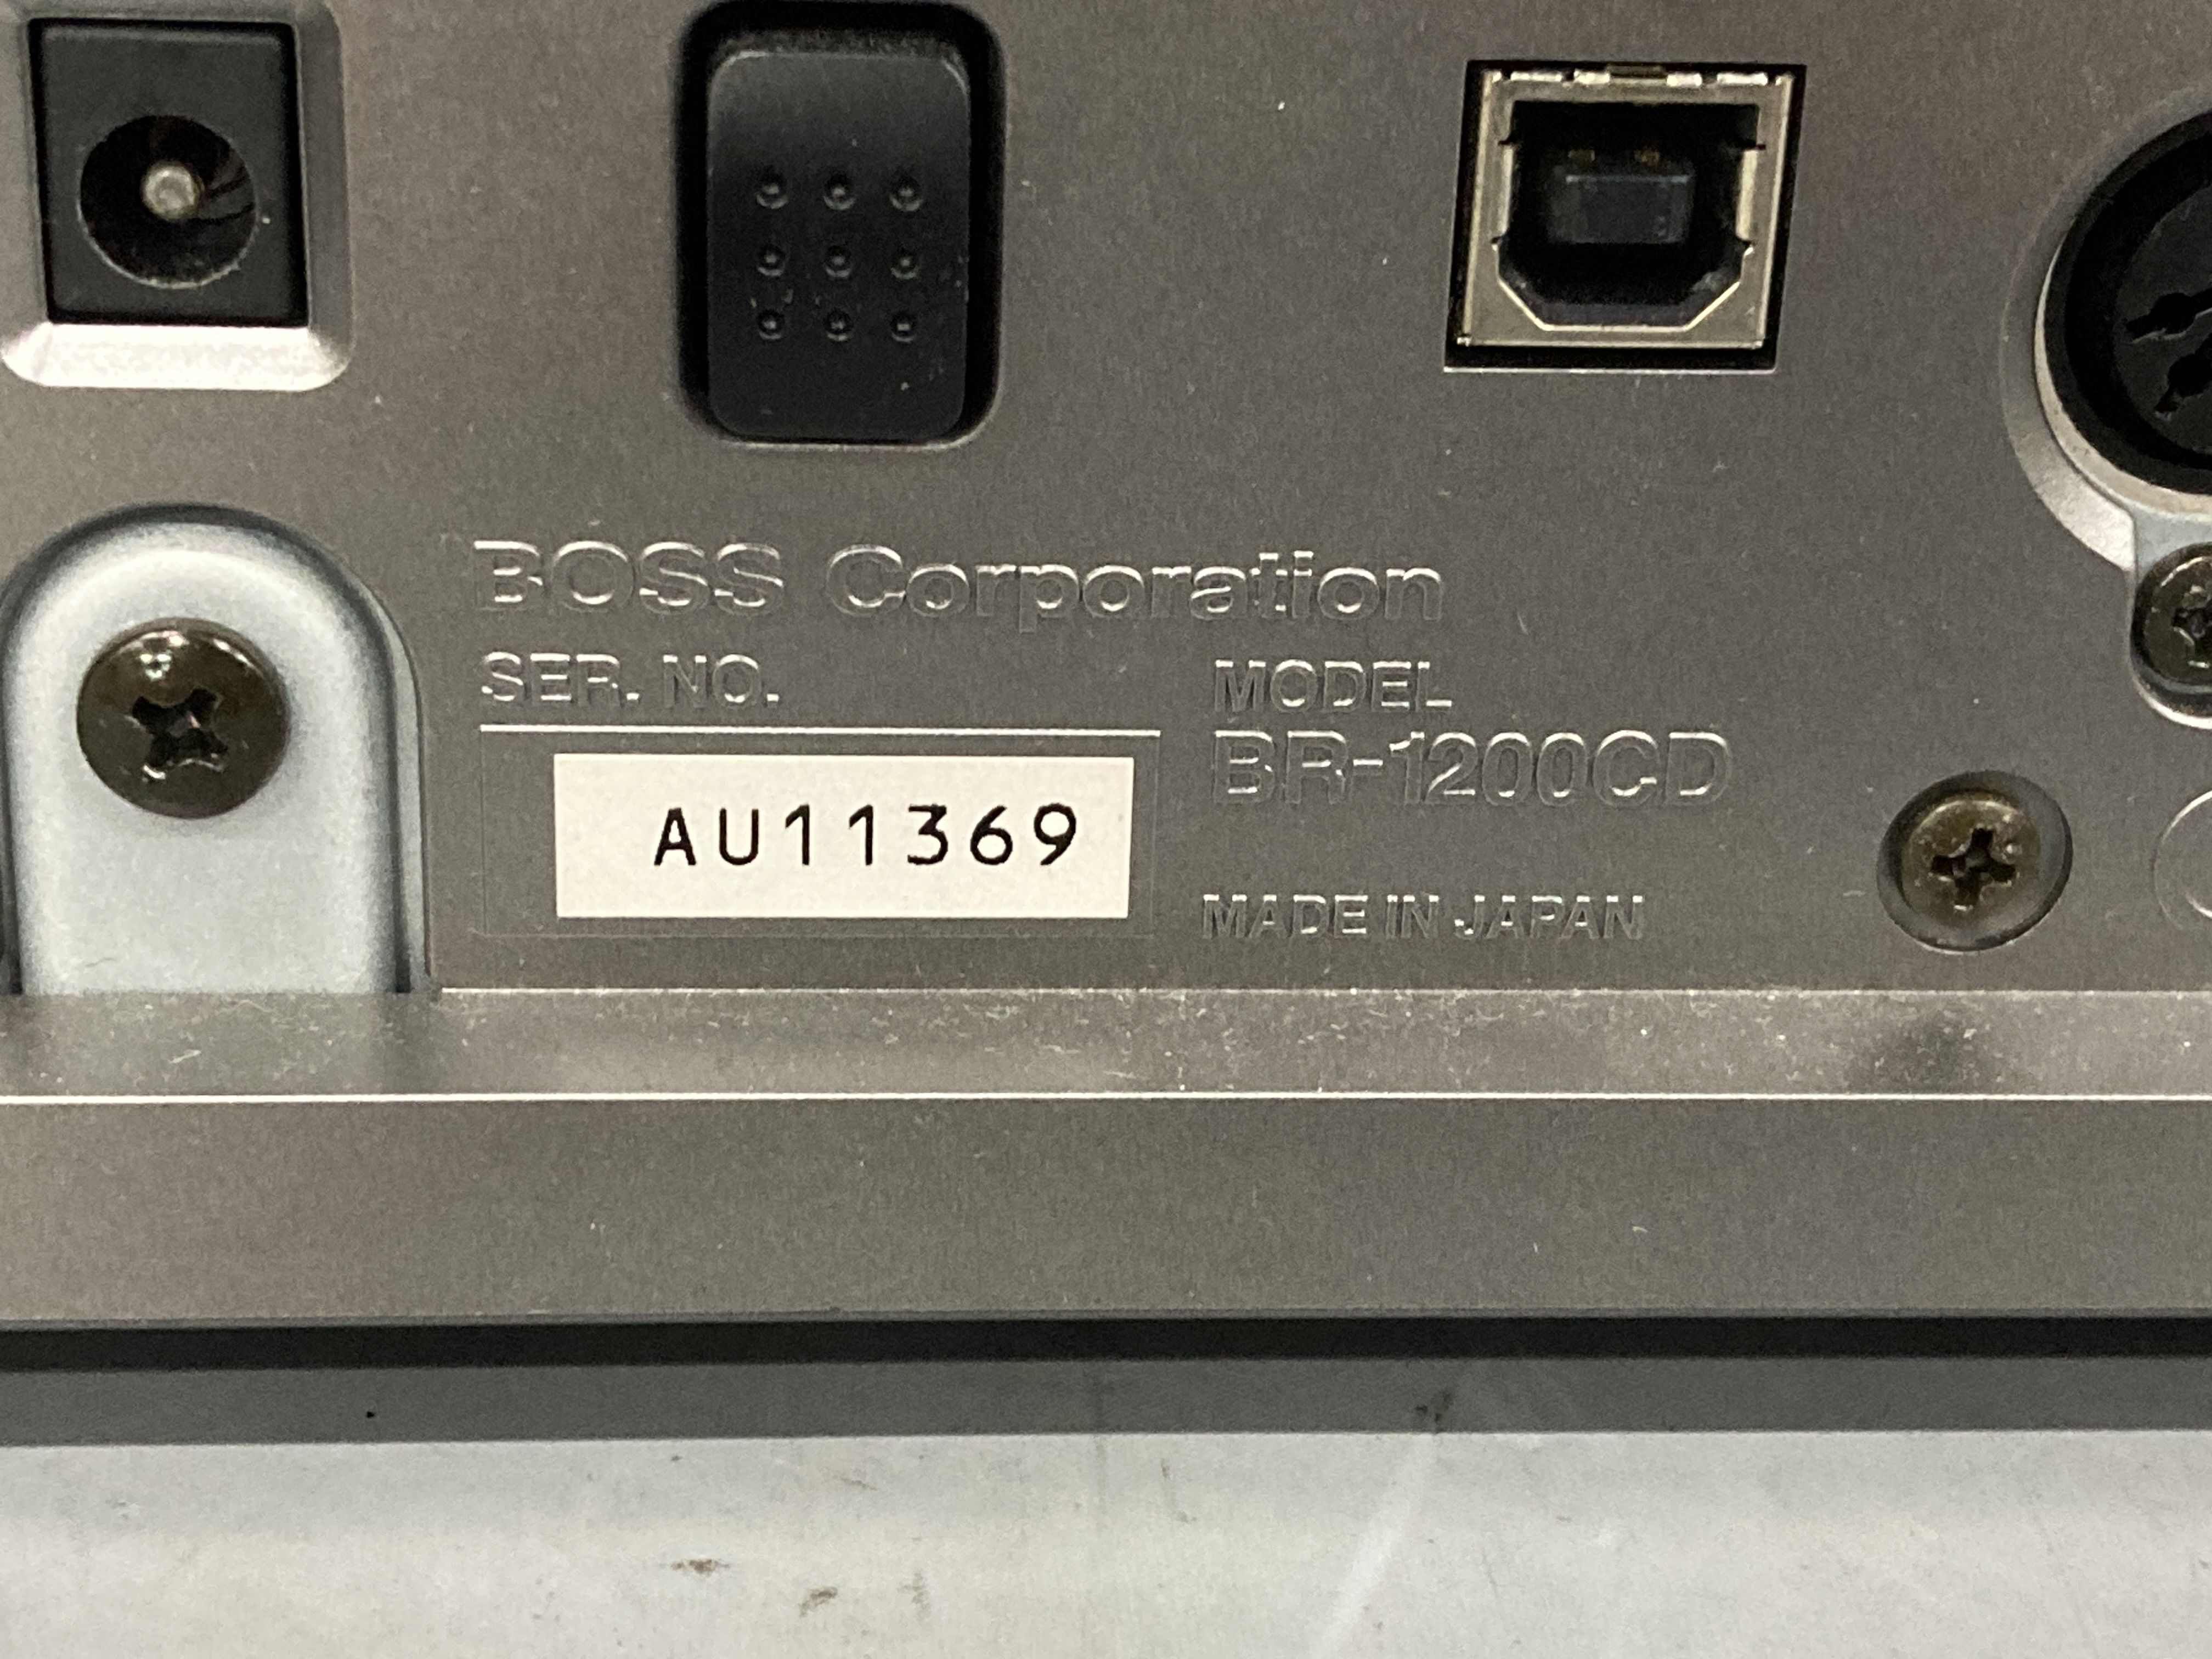 BOSS Corporation
SER. NO.
MODEL
BR-1200CD
AU11369
MADE IN JAPAN